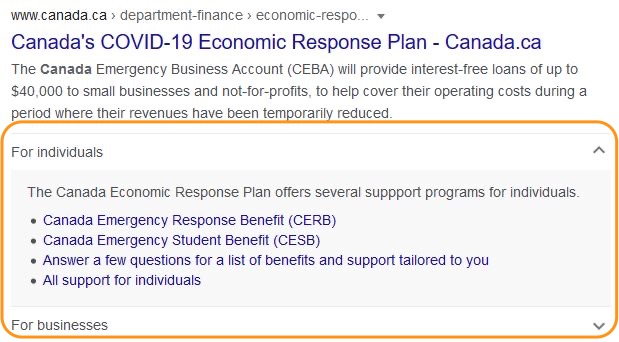 www.canada.ca › department-finance › economic-respo...
Canada's COVID-19 Economic Response Plan - Canada.ca
The Canada Emergency Business Account (CEBA) will provide interest-free loans of up to
$40,000 to small businesses and not-for-profits, to help cover their operating costs during a
period where their revenues have been temporarily reduced.
For individuals
The Canada Economic Response Plan offers several suppport programs for individuals.
• Canada Emergency Response Benefit (CERB)
• Canada Emergency Student Benefit (CESB)
• Answer a few questions for a list of benefits and support tailored to you
• All support for individuals
For businesses